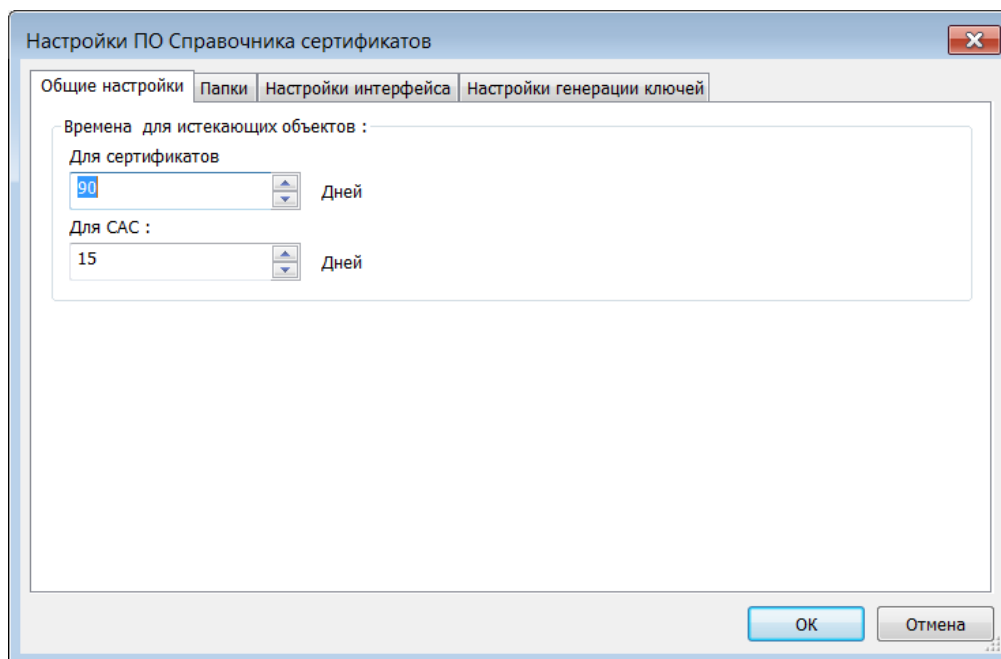 Настройки ПО Справочника сертификатов
Общие настройки Папки Настройки интерфейса Настройки генерации ключей
Времена для истекающих объектов :
Для сертификатов
90 Дней
Для САС :
15 Дней
ОК Отмена